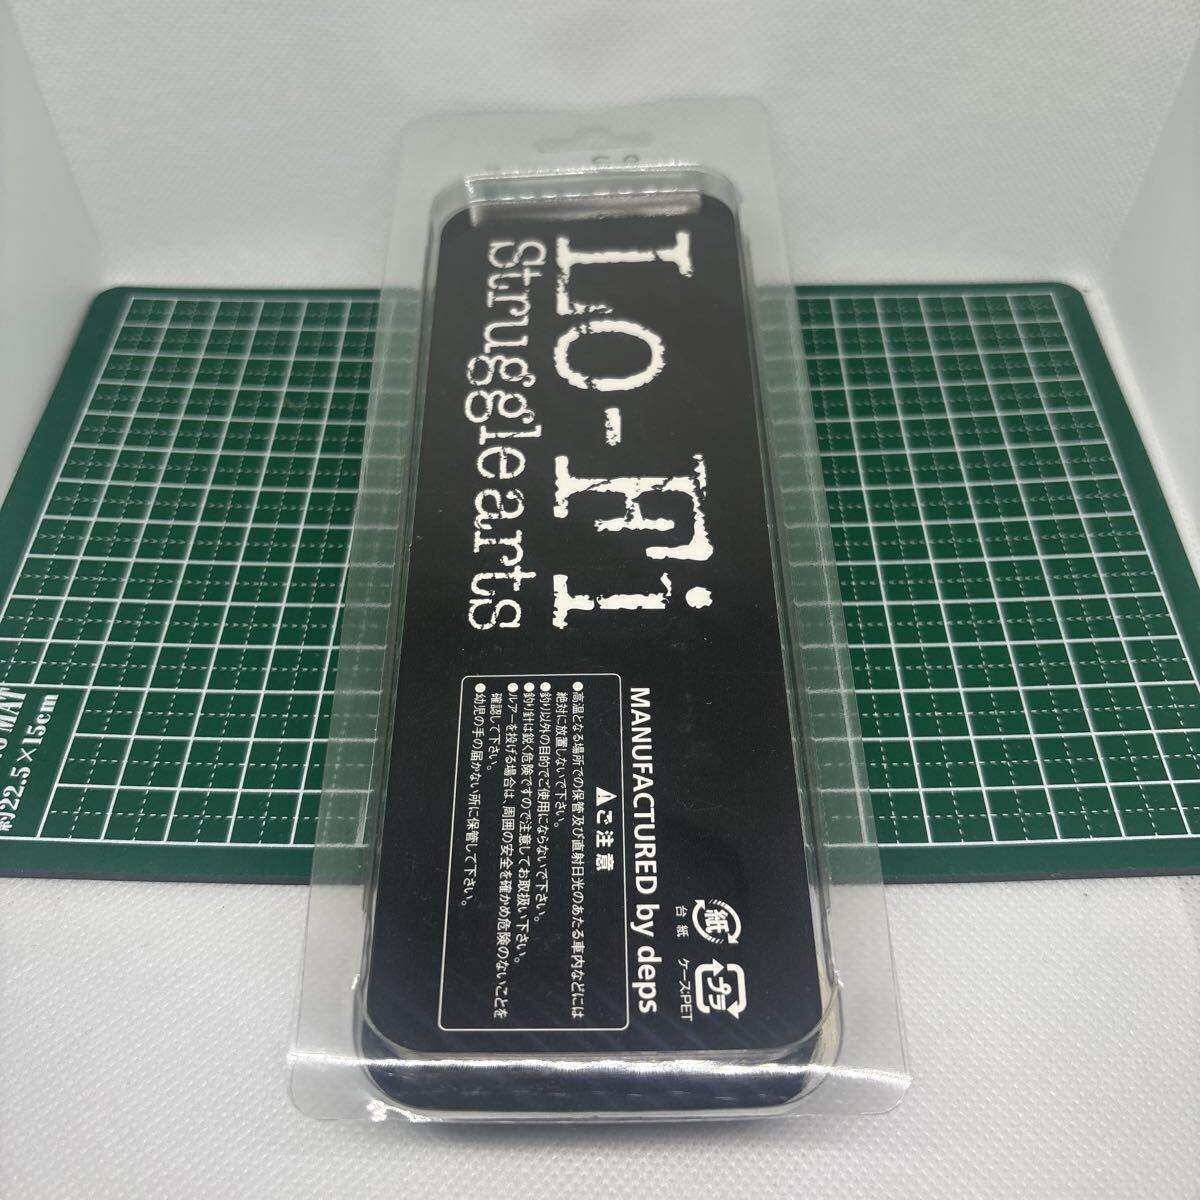 LO-Fi
Strugglearts
MANUFACTURED by deps
紙
台紙
プラ
ケース:PET
ご注意
●高温となる場所での保管及び直射日光のあたる車内などには
絶対に放置しないで下さい。
●釣り以外の目的でご使用にならないで下さい。
●釣り針は鋭く危険ですので注意してお取扱い下さい。
●ルアーを投げる場合は、周囲の安全を確かめ危険のないことを
確認して下さい。
●幼児の手の届かない所に保管して下さい。
MAT
約22.5×15cm